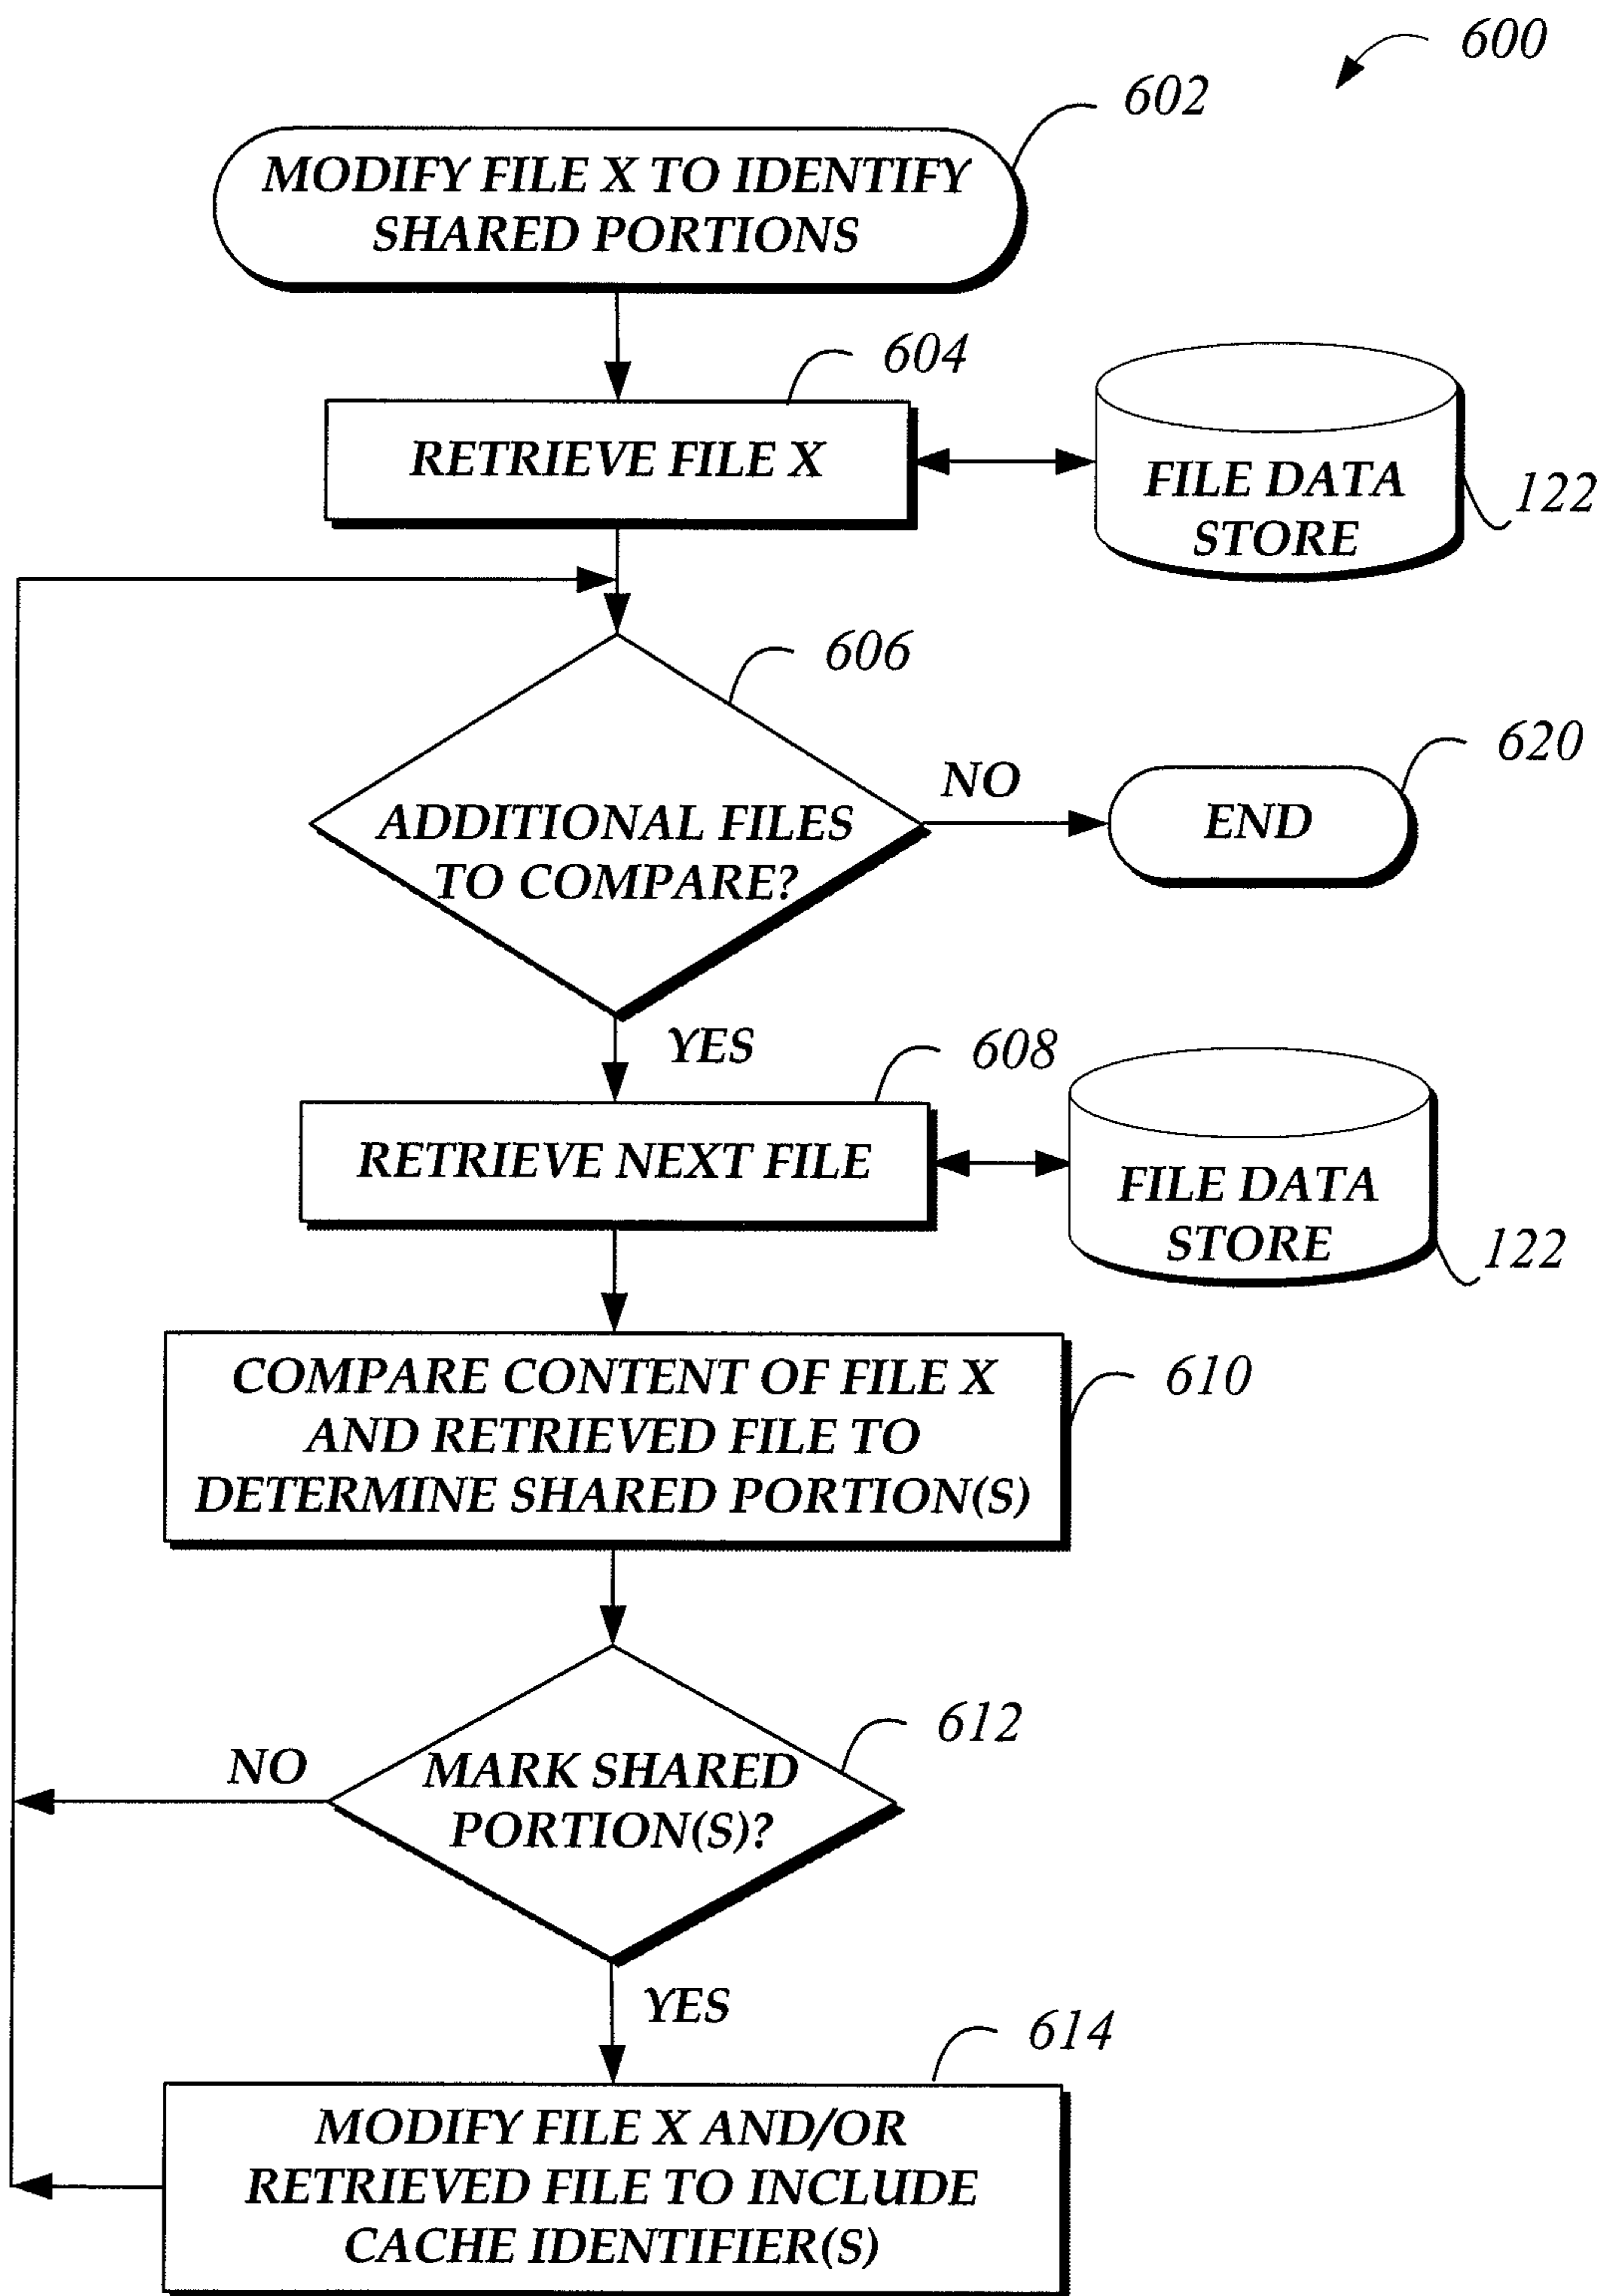 600
602
MODIFY FILE X TO IDENTIFY
SHARED PORTIONS
604
RETRIEVE FILE X
FILE DATA
STORE
122
606
ADDITIONAL FILES
TO COMPARE?
NO
620
END
YES
608
RETRIEVE NEXT FILE
FILE DATA
STORE
122
COMPARE CONTENT OF FILE X
AND RETRIEVED FILE TO
DETERMINE SHARED PORTION(S)
610
612
NO
MARK SHARED
PORTION(S)?
YES
614
MODIFY FILE X AND/OR
RETRIEVED FILE TO INCLUDE
CACHE IDENTIFIER(S)